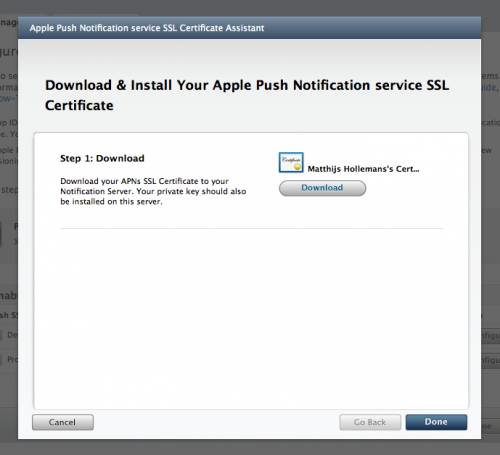 Apple Push Notification service SSL Certificate Assistant
Download & Install Your Apple Push Notification service SSL
Certificate
Step 1: Download
Download your APNs SSL Certificate to your
Notification Server. Your private key should also
be installed on this server.
Certificate
Matthijs Hollemans's Cert...
Download
Cancel
Go Back
Done